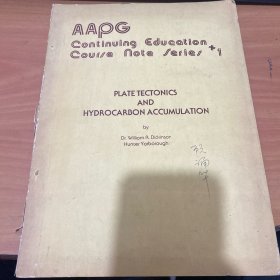 AAPG
Continuing Education
Course Note Series #1
PLATE TECTONICS
AND
HYDROCARBON ACCUMULATION
by
Dr. William R. Dickinson
Hunter Yarborough